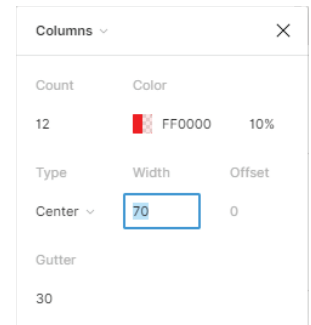 Columns
Count Color
12 FF0000 10%
Type Width Offset
Center 70 0
Gutter
30